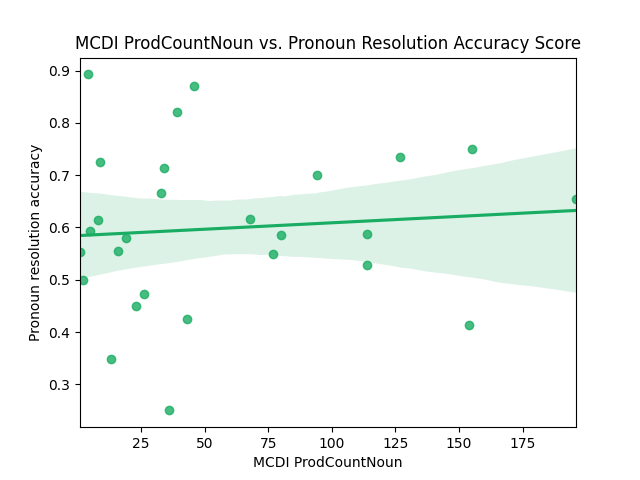 MCDI ProdCountNoun vs. Pronoun Resolution Accuracy Score
0.9
0.8
0.7
0.6
0.5
0.4
0.3
Pronoun resolution accuracy
25 50 75 100 125 150 175
MCDI ProdCountNoun